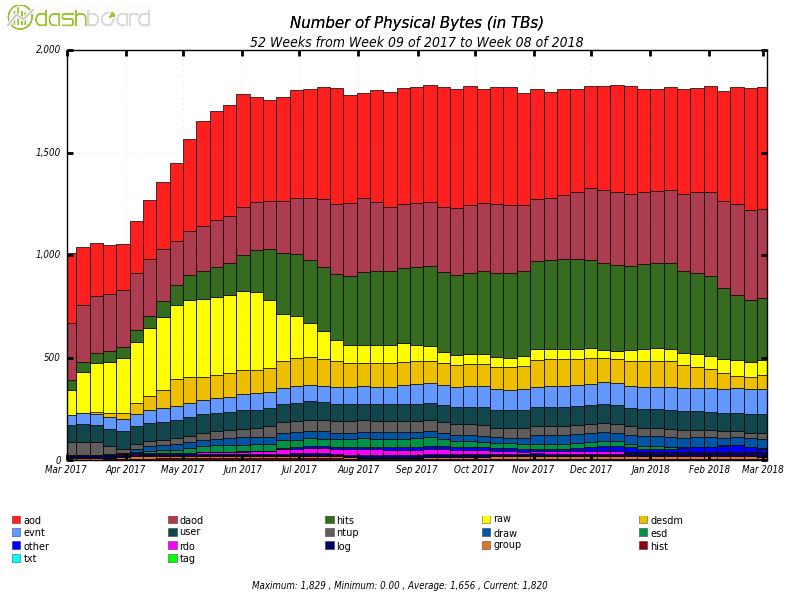 dashboard
Number of Physical Bytes (in TBs)
52 Weeks from Week 09 of 2017 to Week 08 of 2018
2,000
1,500
1,000
500
0
Mar 2017 Apr 2017 May 2017 Jun 2017 Jul 2017 Aug 2017 Sep 2017 Oct 2017 Nov 2017 Dec 2017 Jan 2018 Feb 2018 Mar 2018
aod daod hits raw desdm
evnt user ntup draw esd
other rdo log group hist
txt tag
Maximum: 1,829 , Minimum: 0.00 , Average: 1,656 , Current: 1,820